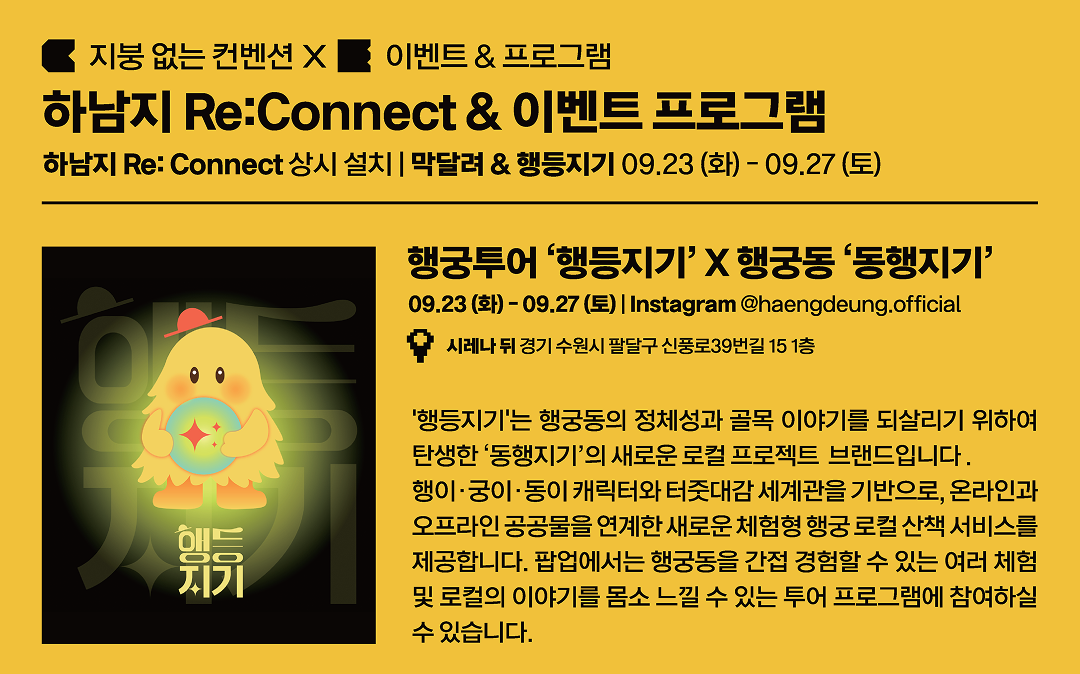 지붕 없는 컨벤션 X 이벤트 & 프로그램
하남지 Re:Connect & 이벤트 프로그램
하남지 Re: Connect 상시 설치 | 막달려 & 행등지기 09.23 (화) - 09.27 (토)
행등
지기
행등
지기
행궁투어 ‘행등지기’ X 행궁동 ‘동행지기’
09.23 (화) - 09.27 (토) | Instagram @haengdeung.official
시레나 뒤 경기 수원시 팔달구 신풍로39번길 15 1층
'행등지기'는 행궁동의 정체성과 골목 이야기를 되살리기 위하여
탄생한 ‘동행지기’의 새로운 로컬 프로젝트 브랜드입니다 .
행이·궁이·동이 캐릭터와 터줏대감 세계관을 기반으로, 온라인과
오프라인 공공물을 연계한 새로운 체험형 행궁 로컬 산책 서비스를
제공합니다. 팝업에서는 행궁동을 간접 경험할 수 있는 여러 체험
및 로컬의 이야기를 몸소 느낄 수 있는 투어 프로그램에 참여하실
수 있습니다.